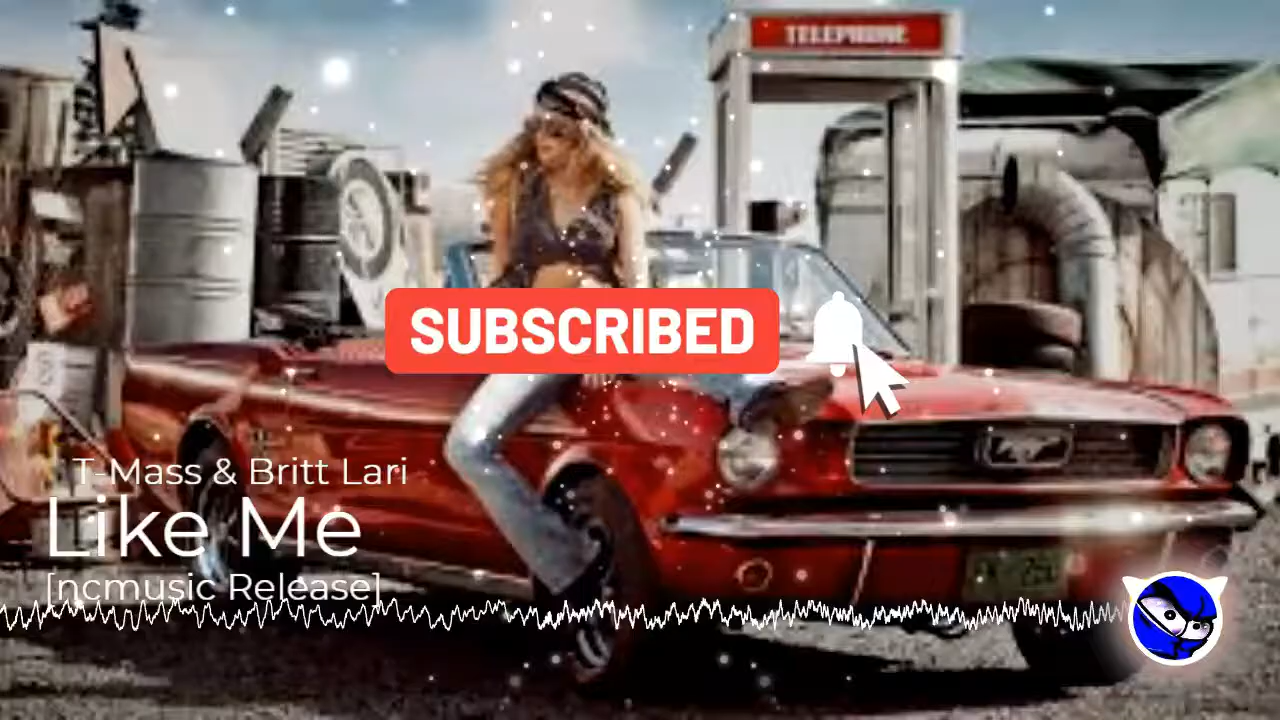 TELEPHONE
SUBSCRIBED
T-Mass & Britt Lari
Like Me
[ncmusic Release]